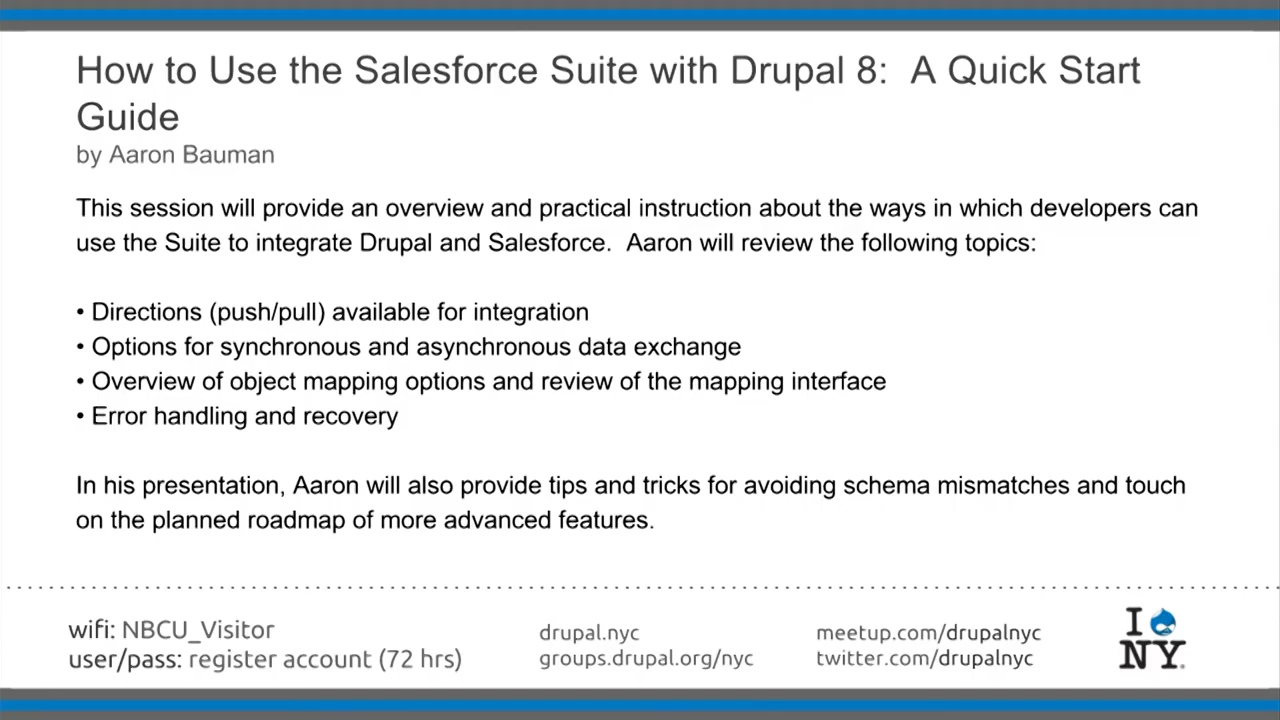 How to Use the Salesforce Suite with Drupal 8:  A Quick Start
Guide
by Aaron Bauman
This session will provide an overview and practical instruction about the ways in which developers can
use the Suite to integrate Drupal and Salesforce.  Aaron will review the following topics:
• Directions (push/pull) available for integration
• Options for synchronous and asynchronous data exchange
• Overview of object mapping options and review of the mapping interface
• Error handling and recovery
In his presentation, Aaron will also provide tips and tricks for avoiding schema mismatches and touch
on the planned roadmap of more advanced features.
wifi: NBCU_Visitor
user/pass: register account (72 hrs)
drupal.nyc
groups.drupal.org/nyc
meetup.com/drupalnyc
twitter.com/drupalnyc
I
NY.